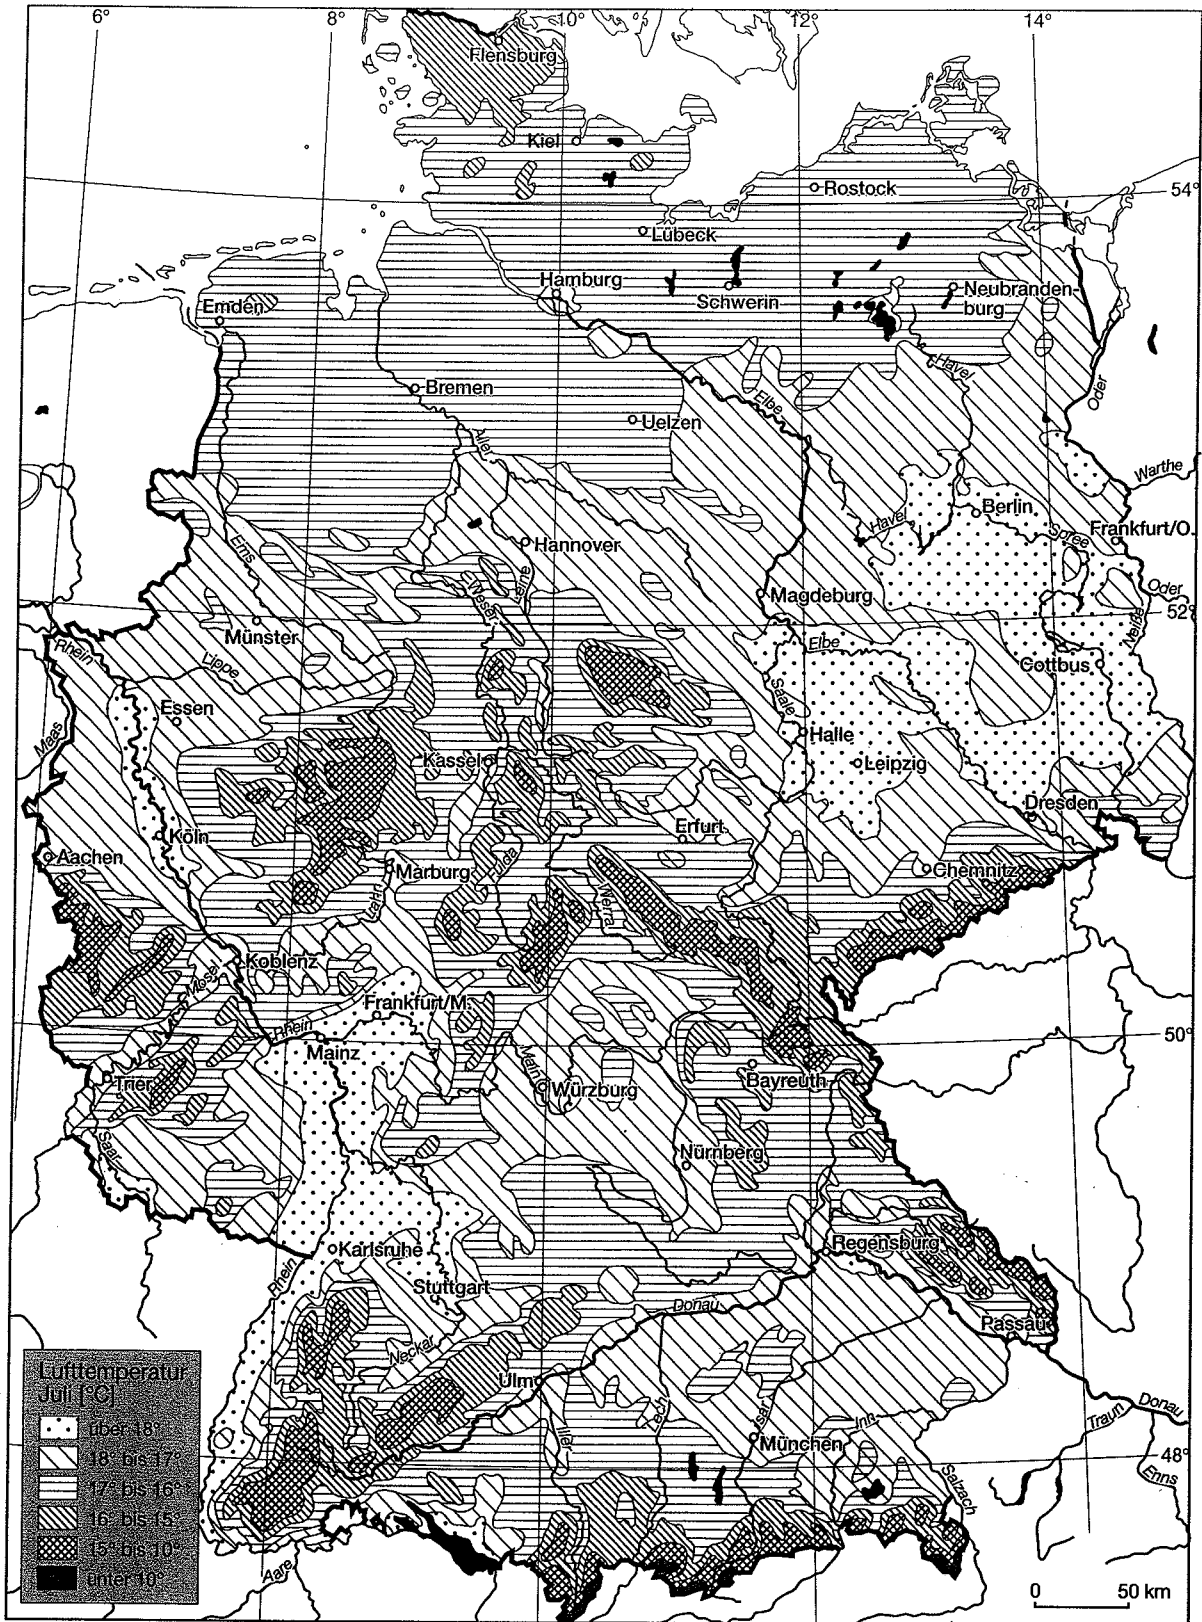 6°
8°
10°
12°
14°
Flensburg
Kiel
Rostock
54°
Lübeck
Hamburg
Schwerin
Neubranden-
burg
Emden
Havel
Bremen
Elbe
Oder
Uelzen
Aller
Warthe
Berlin
Havel
Spree
Frankfurt/O.
Ems
Hannover
Leine
Weser
Magdeburg
Oder
52°
Münster
Neiße
Rhein
Elbe
Lippe
Cottbus
Saale
Essen
Maas
Halle
Kassel
Leipzig
Dresden
Köln
Erfurt
Aachen
Fulda
Marburg
Chemnitz
Lahn
Werra
Koblenz
Mosel
Frankfurt/M.
Rhein
50°
Mainz
Main
Trier
Bayreuth
Würzburg
Saar
Nürnberg
Karlsruhe
Regensburg
Rhein
Stuttgart
Donau
Passau
Neckar
Ulm
Lufttemperatur
Juli [°C]
über 18°
18° bis 17°
17° bis 16°
16° bis 15°
15° bis 10°
unter 10°
Iller
Lech
Isar
Inn
München
Traun
Donau
48°
Enns
Salzach
Aare
0 50 km